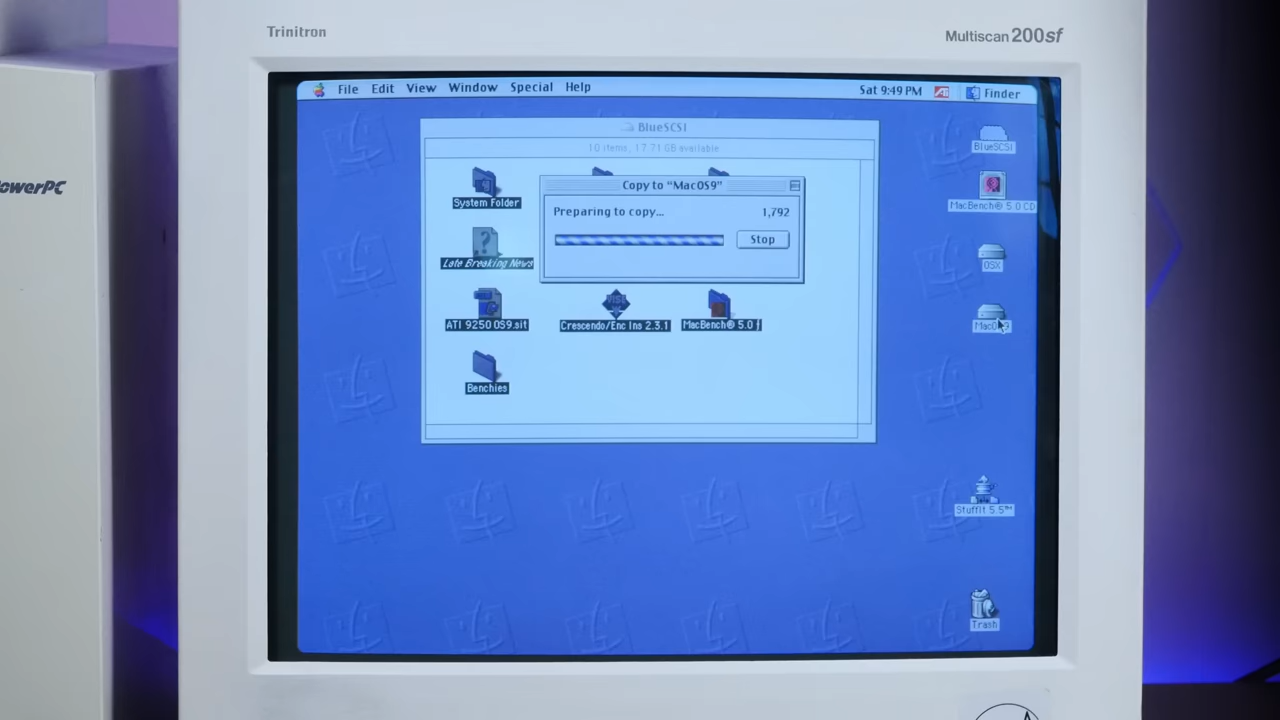 Trinitron
Multiscan 200sf
File Edit View Window Special Help
Sat 9:49 PM
Finder
owerPC
BlueSCSI
10 items, 17.71 GB available
System Folder
Copy to "MacOS9"
Preparing to copy...
1,792
Stop
Late Breaking News
ATI 9250 OS9.sit
Crescendo/Enc Ins 2.3.1
MacBench® 5.0 ƒ
Benchies
BlueSCSI
MacBench® 5.0 CD
OSX
MacOS9
StuffIt 5.5™
Trash